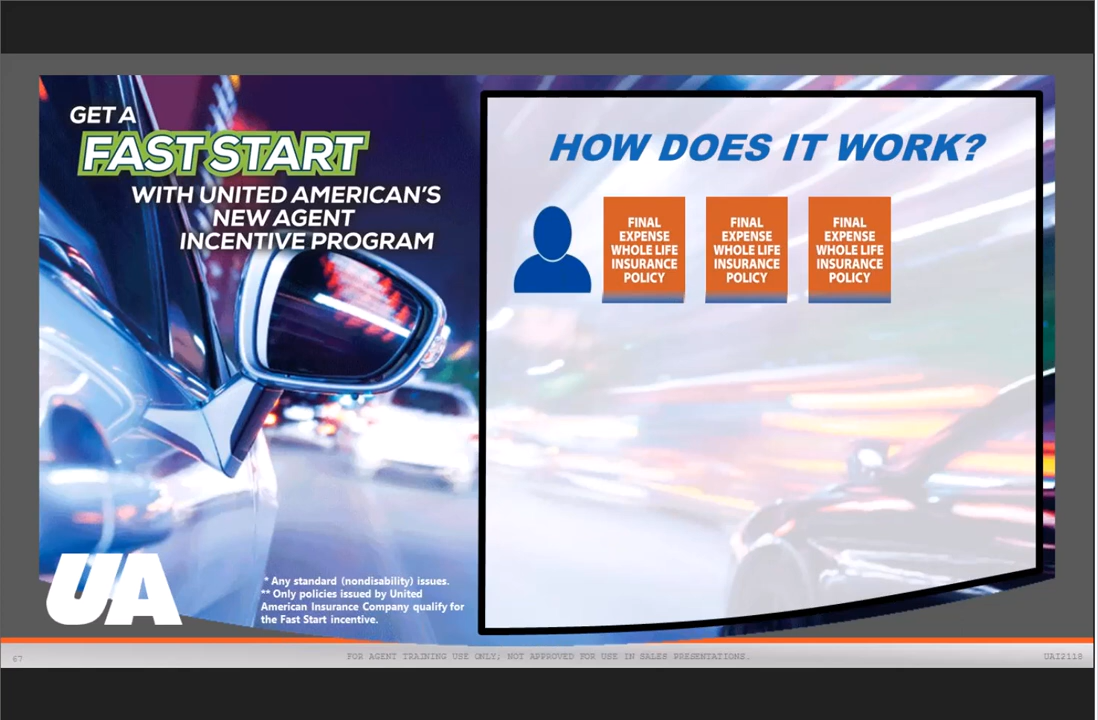 GET A
FAST START
WITH UNITED AMERICAN'S
NEW AGENT
INCENTIVE PROGRAM
HOW DOES IT WORK?
FINAL
EXPENSE
WHOLE LIFE
INSURANCE
POLICY
FINAL
EXPENSE
WHOLE LIFE
INSURANCE
POLICY
FINAL
EXPENSE
WHOLE LIFE
INSURANCE
POLICY
UA
* Any standard (nondisability) issues.
** Only policies issued by United
American Insurance Company qualify for
the Fast Start incentive.
67
FOR AGENT TRAINING USE ONLY; NOT APPROVED FOR USE IN SALES PRESENTATIONS.
UAI2118